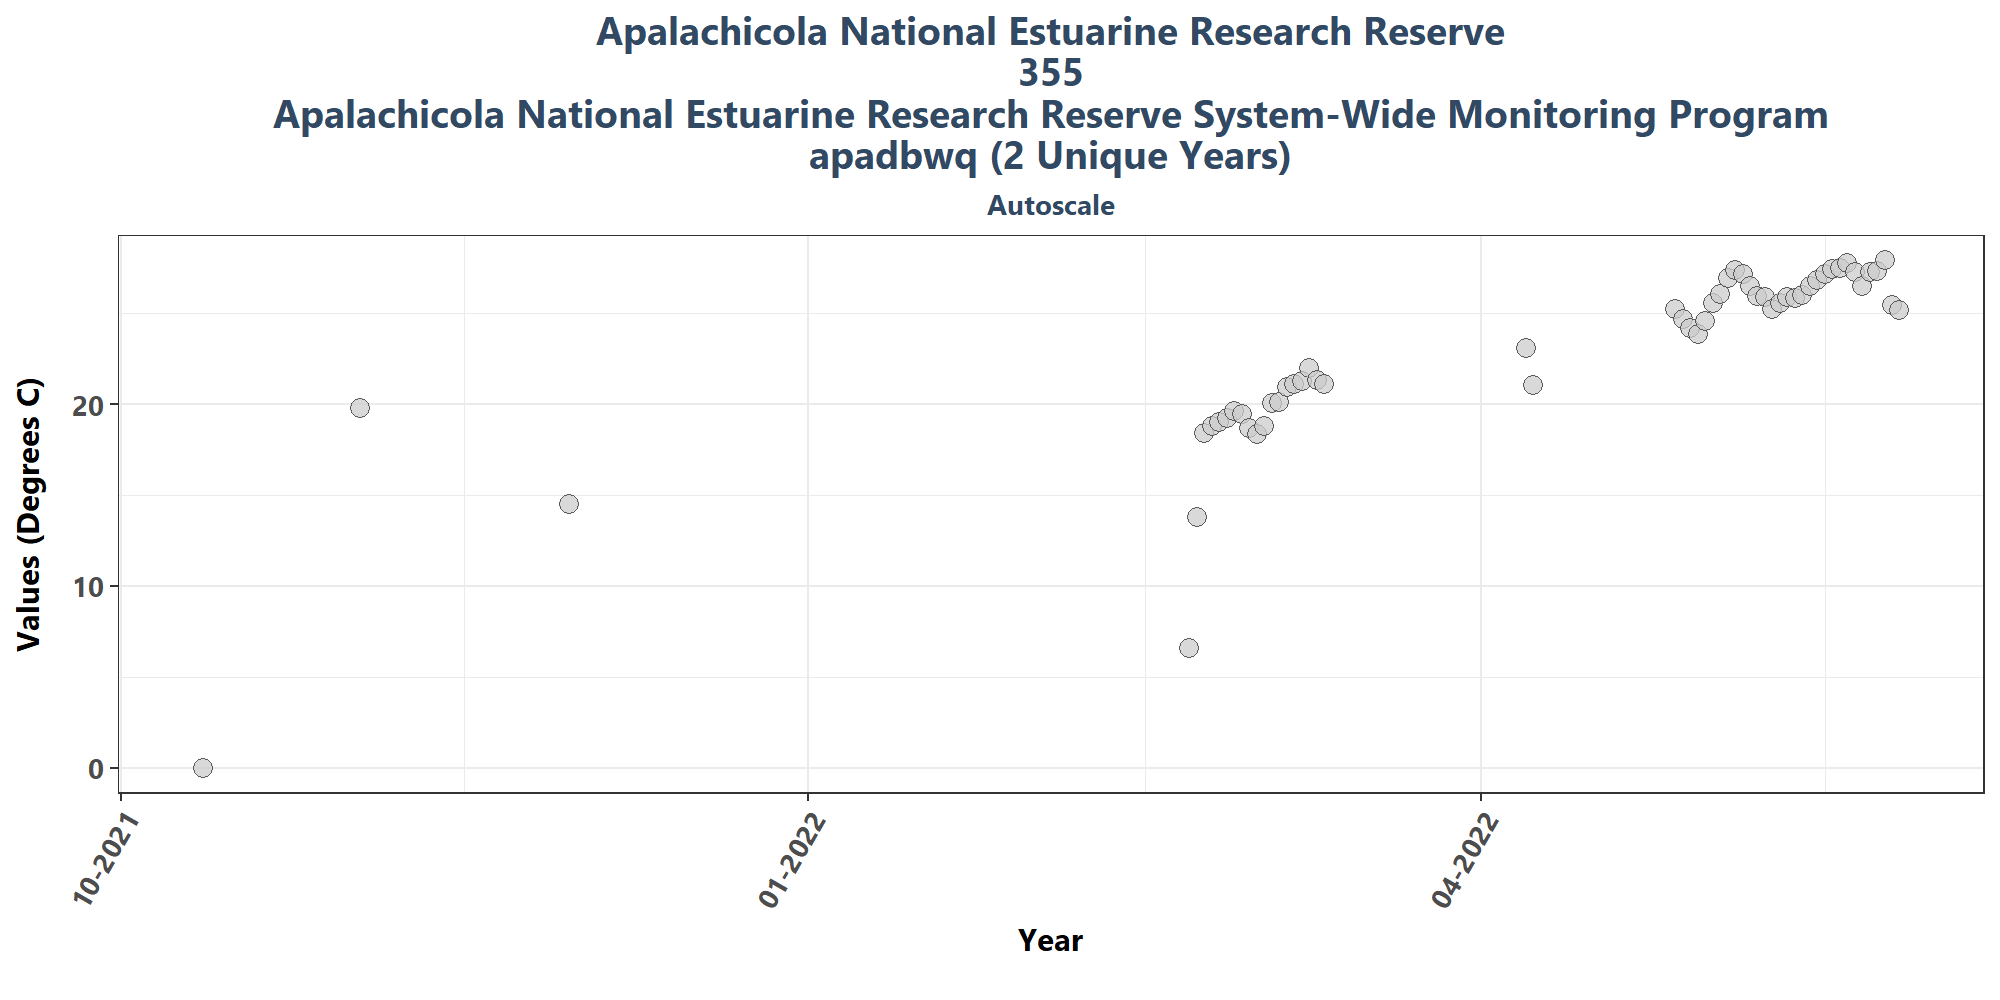 Apalachicola National Estuarine Research Reserve
355
Apalachicola National Estuarine Research Reserve System-Wide Monitoring Program
apadbwq (2 Unique Years)
Autoscale
Values (Degrees C)
20
10
0
10-2021
01-2022
04-2022
Year